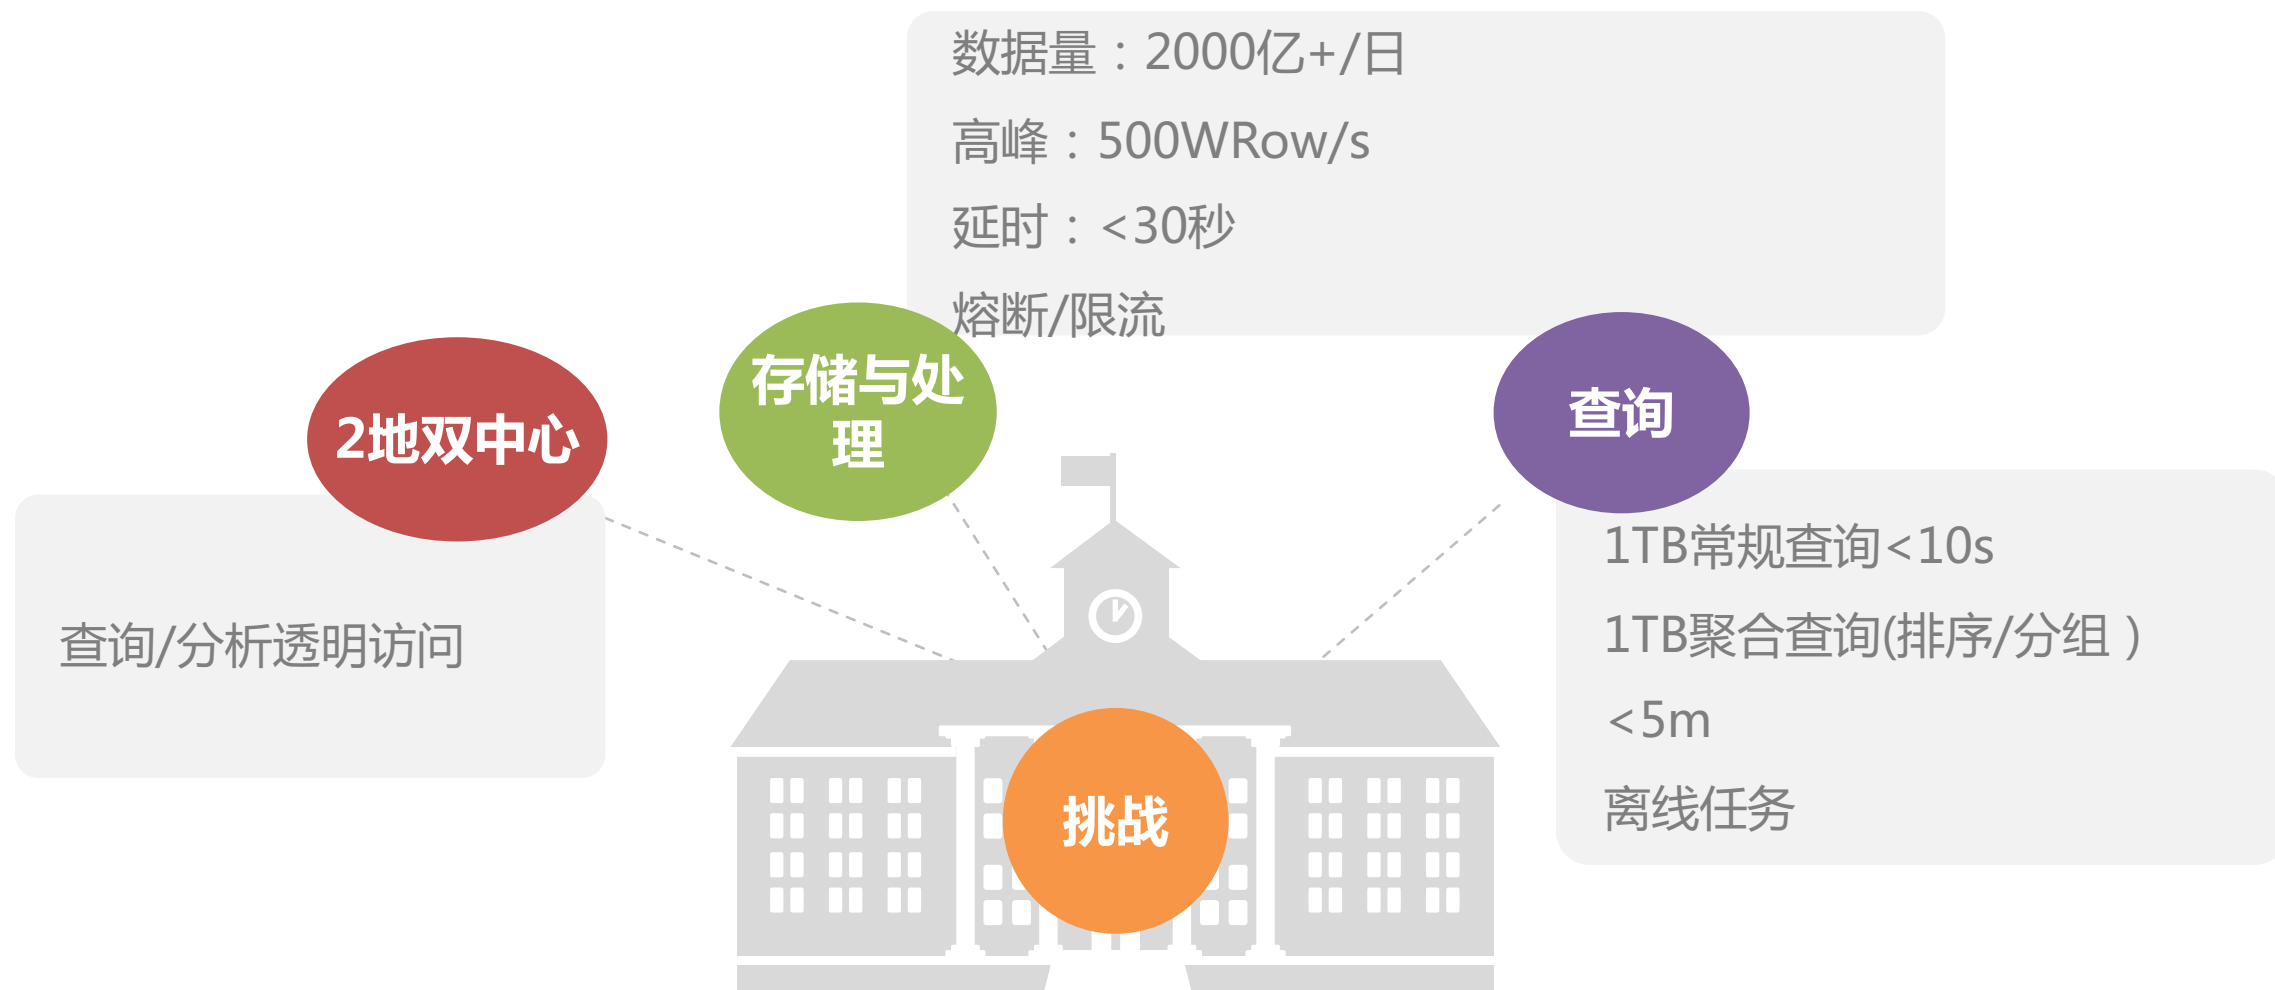 数据量：2000亿+/日
高峰：500WRow/s
延时：<30秒
熔断/限流
2地双中心
查询/分析透明访问
存储与处
理
查询
1TB常规查询<10s
1TB聚合查询(排序/分组）
<5m
离线任务
挑战